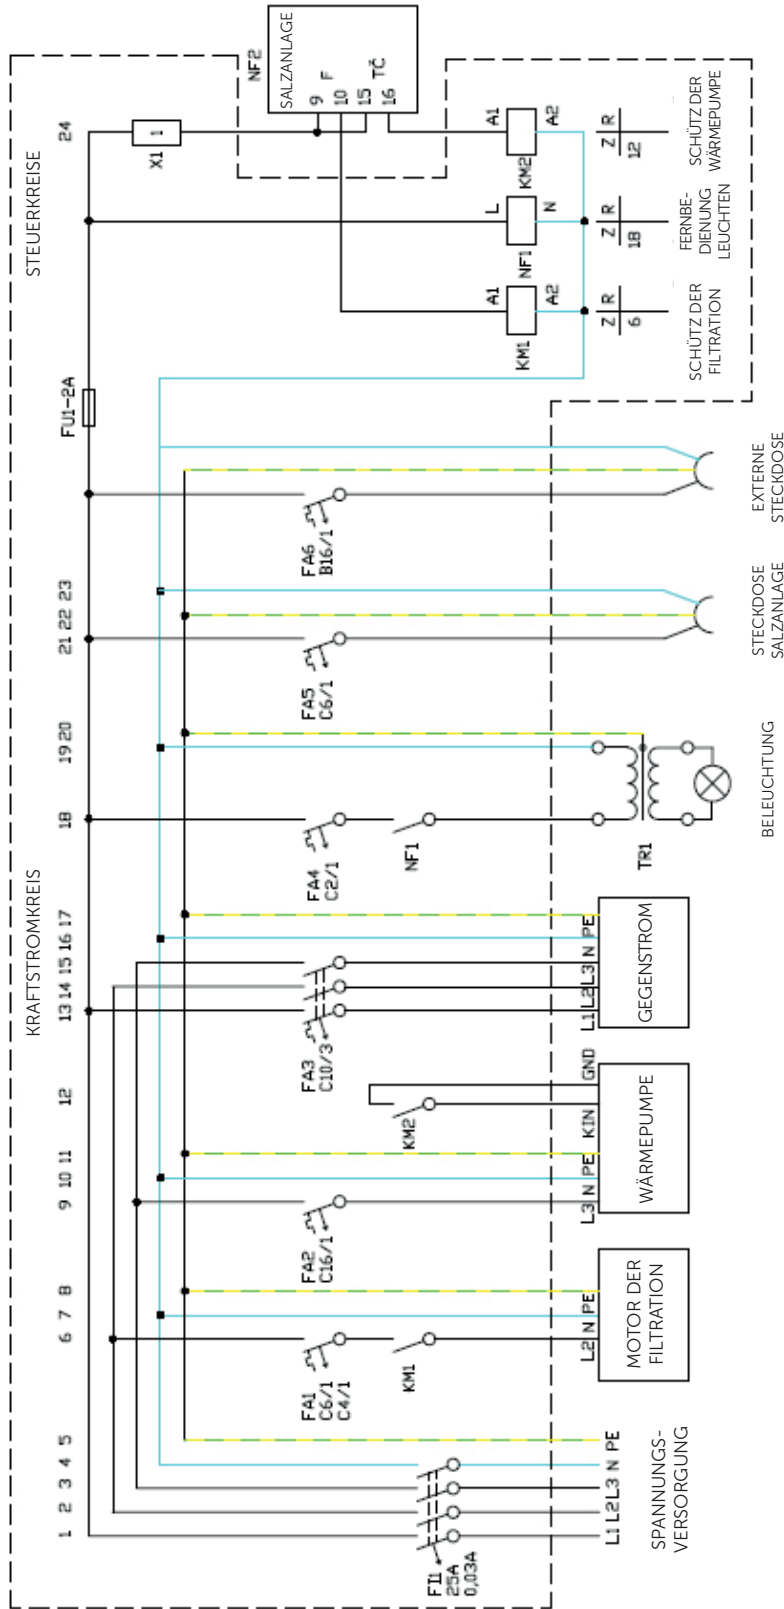 KRAFTSTROMKREIS
STEUERKREISE
1 2 3 4 5
6 7 8
9 10 11
12
13 14 15 16 17
18
19 20
21 22 23
24
FU1-2A
X1
1
NF2
SALZANLAGE
F
TČ
9
10
15
16
FI1
25A
0,03A
FA1
C6/1
C4/1
KM1
FA2
C16/1
KM2
FA3
C10/3
FA4
C2/1
NF1
FA5
C6/1
FA6
B16/1
A1
KM1
A2
L
NF1
N
A1
KM2
A2
Z R
6
Z R
18
Z R
12
L1 L2 L3 N PE
SPANNUNGS-
VERSORGUNG
L2 N PE
MOTOR DER
FILTRATION
L3 N PE KIN GND
WÄRMEPUMPE
L1 L2 L3 N PE
GEGENSTROM
TR1
BELEUCHTUNG
STECKDOSE
SALZANLAGE
EXTERNE
STECKDOSE
SCHÜTZ DER
FILTRATION
FERNBE-
DIENUNG
LEUCHTEN
SCHÜTZ DER
WÄRMEPUMPE